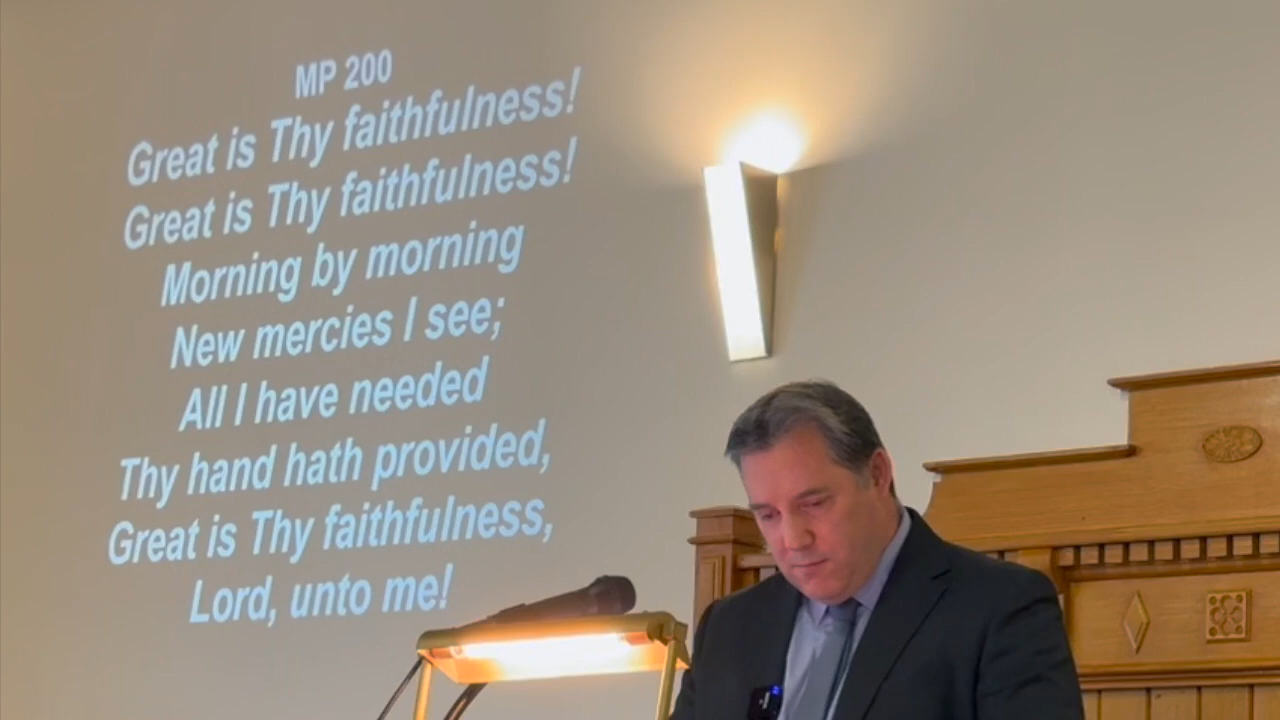 MP 200
Great is Thy faithfulness!
Great is Thy faithfulness!
Morning by morning
New mercies I see;
All I have needed
Thy hand hath provided,
Great is Thy faithfulness,
Lord, unto me!